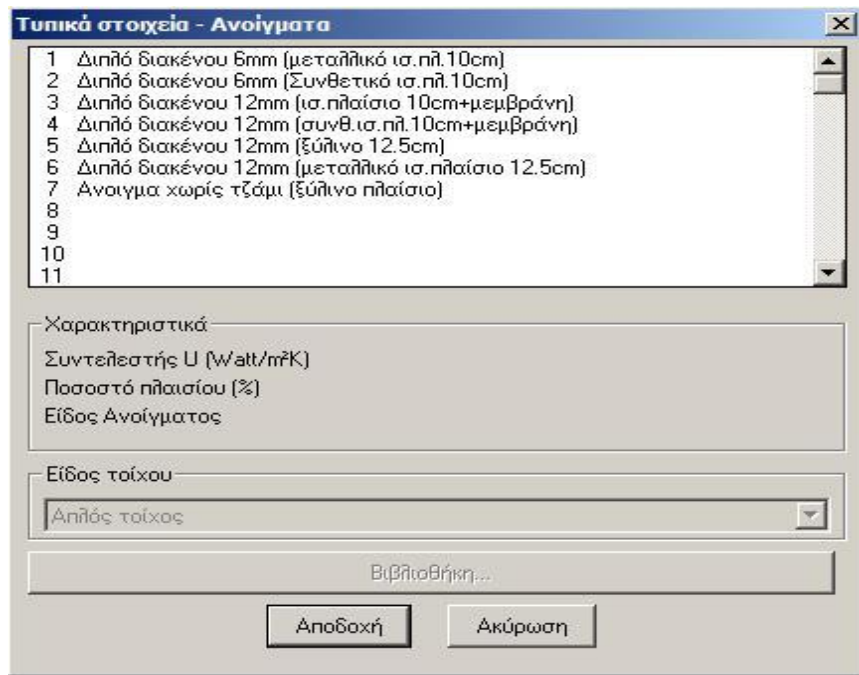 Τυπικά στοιχεία - Ανοίγματα
1 Διπλό διακένου 6mm (μεταλλικό ισ.πλ.10cm)
2 Διπλό διακένου 6mm (Συνθετικό ισ.πλ.10cm)
3 Διπλό διακένου 12mm (ισ.πλαίσιο 10cm+μεμβράνη)
4 Διπλό διακένου 12mm (συνθ.ισ.πλ.10cm+μεμβράνη)
5 Διπλό διακένου 12mm (ξύλινο 12.5cm)
6 Διπλό διακένου 12mm (μεταλλικό ισ.πλαίσιο 12.5cm)
7 Ανοιγμα χωρίς τζάμι (ξύλινο πλαίσιο)
8
9
10
11
Χαρακτηριστικά
Συντελεστής U (Watt/m²K)
Ποσοστό πλαισίου (%)
Είδος Ανοίγματος
Είδος τοίχου
Απλός τοίχος
Βιβλιοθήκη...
Αποδοχή Ακύρωση